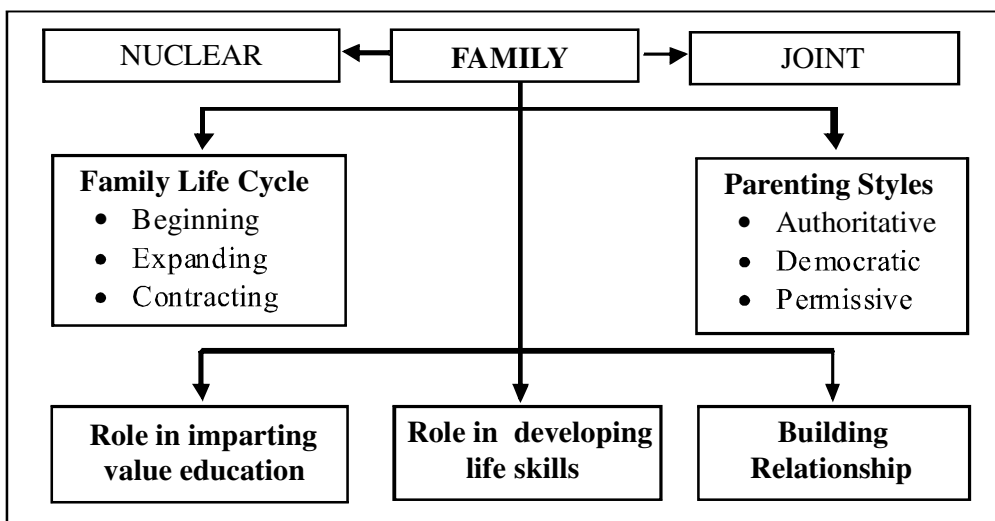 NUCLEAR
FAMILY
JOINT
Family Life Cycle
• Beginning
• Expanding
• Contracting
Parenting Styles
• Authoritative
• Democratic
• Permissive
Role in imparting
value education
Role in developing
life skills
Building
Relationship